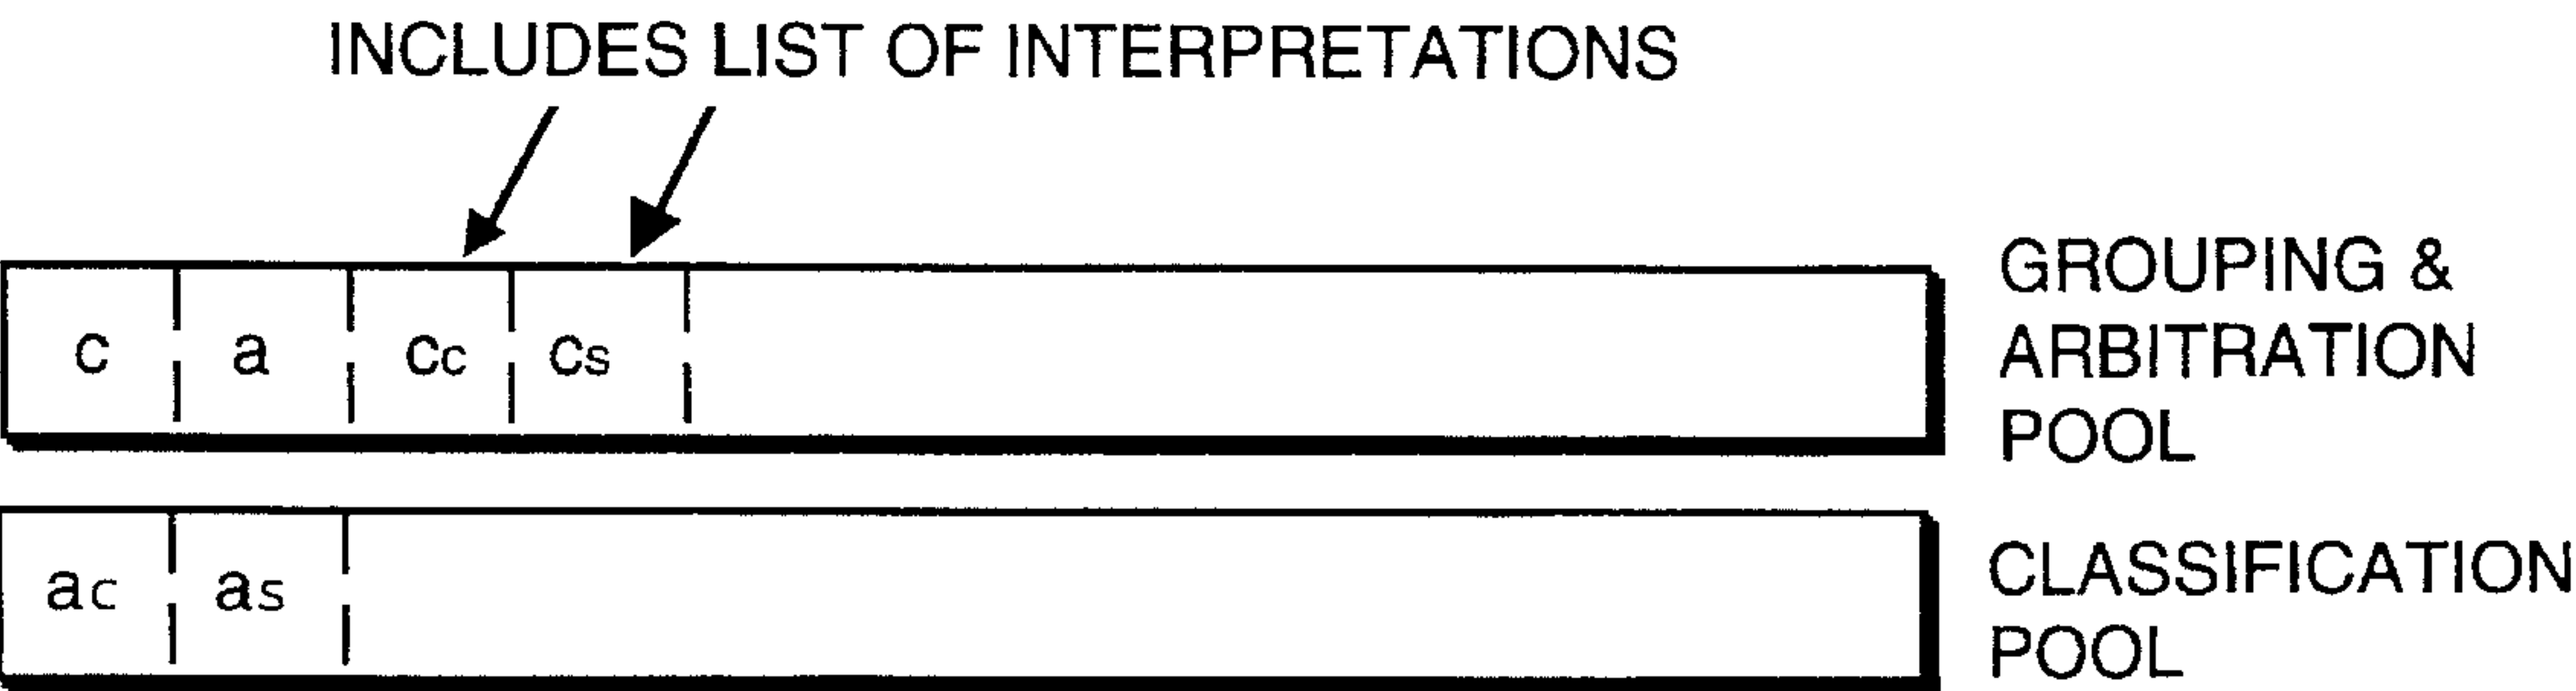 INCLUDES LIST OF INTERPRETATIONS
c a cc cs
GROUPING &
ARBITRATION
POOL
ac as
CLASSIFICATION
POOL